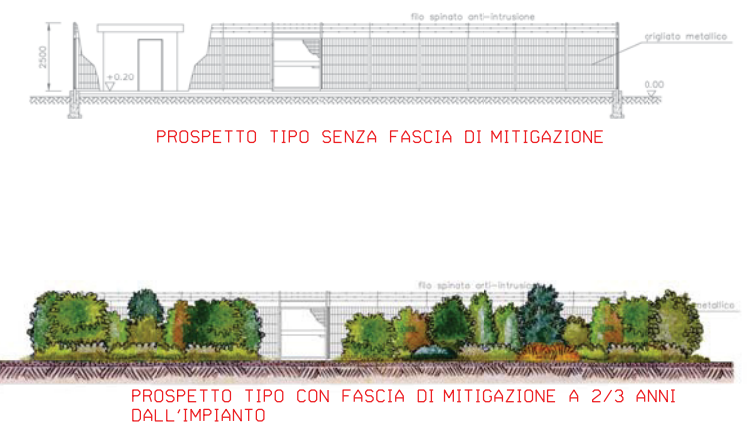 filo spinato anti-intrusione
grigliato metallico
2500
+0.20
0.00
PROSPETTO TIPO SENZA FASCIA DI MITIGAZIONE
filo spinato anti-intrusione
metallico
PROSPETTO TIPO CON FASCIA DI MITIGAZIONE A 2/3 ANNI
DALL'IMPIANTO